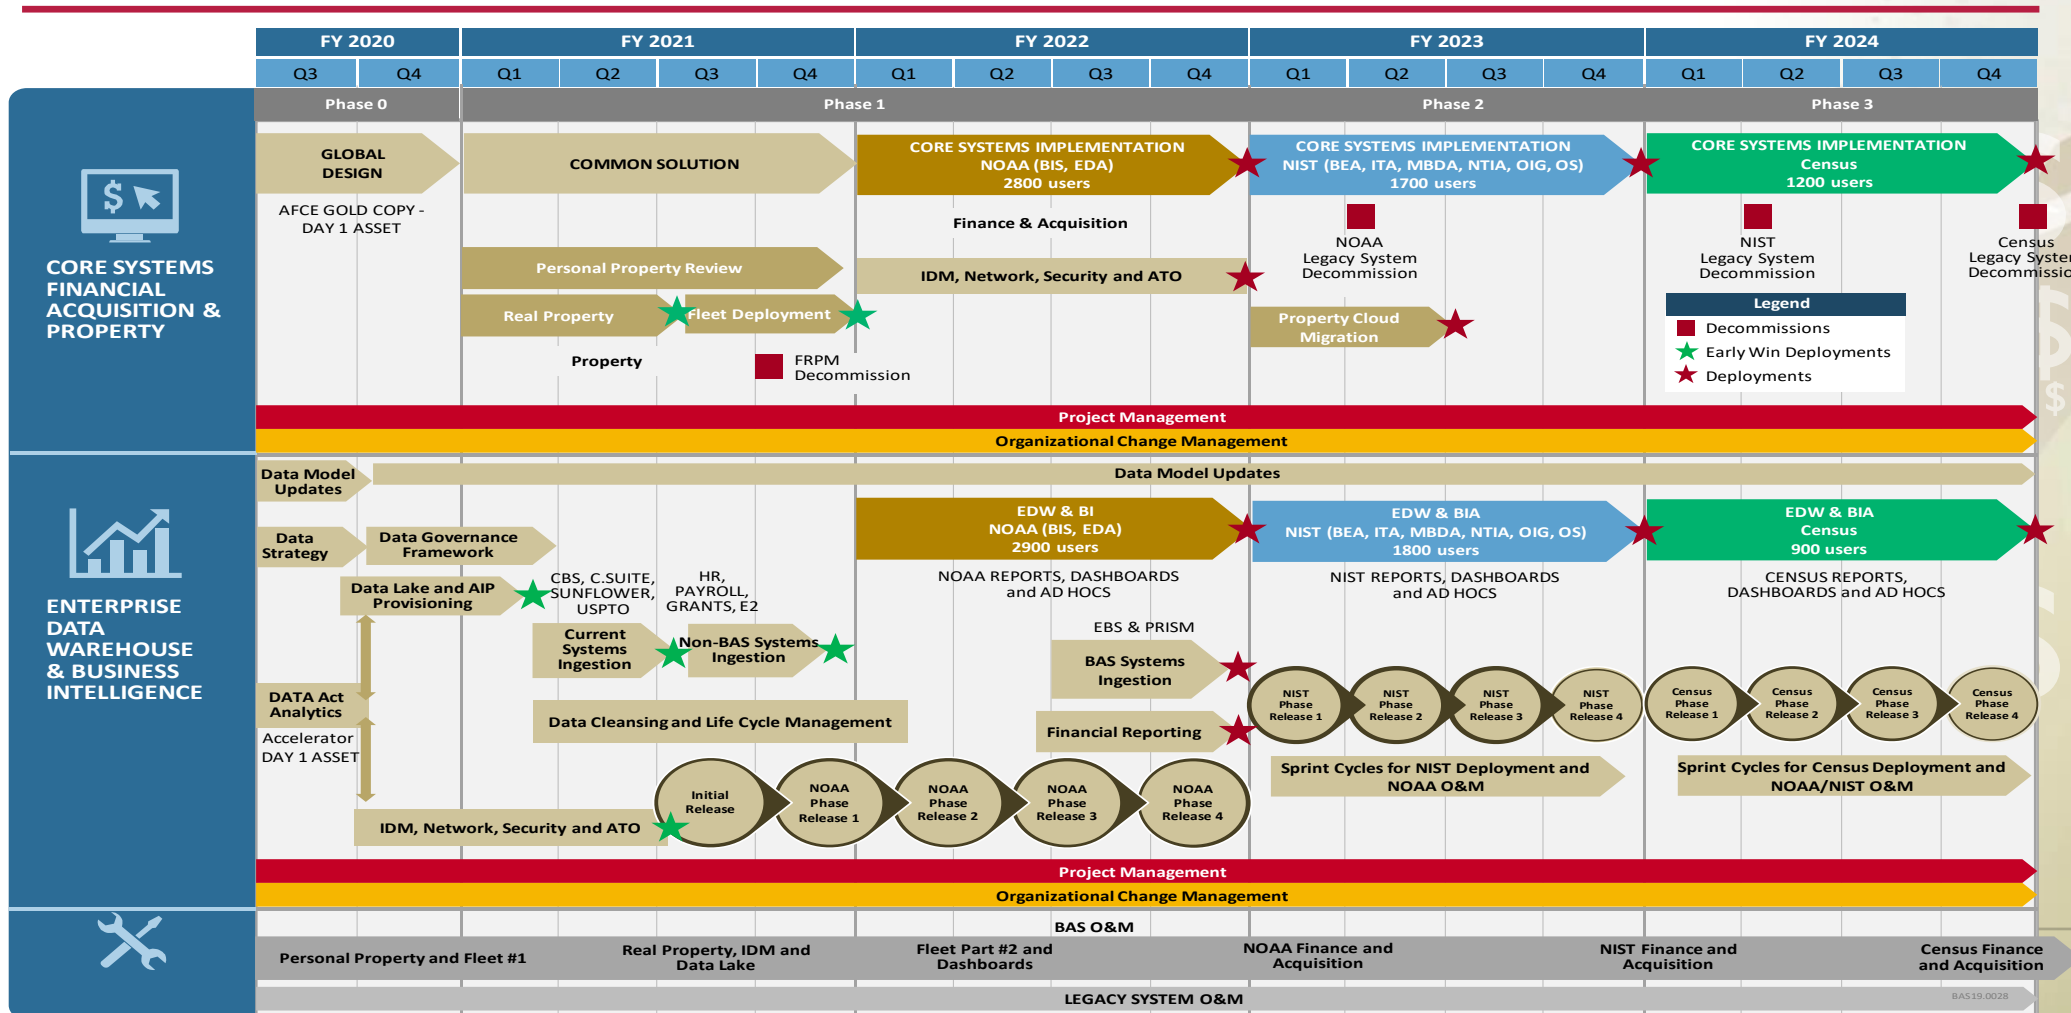 FY 2020
FY 2021
FY 2022
FY 2023
FY 2024
Q3
Q4
Q1
Q2
Q3
Q4
Q1
Q2
Q3
Q4
Q1
Q2
Q3
Q4
Q1
Q2
Q3
Q4
Phase 0
Phase 1
Phase 2
Phase 3
CORE SYSTEMS
FINANCIAL
ACQUISITION &
PROPERTY
GLOBAL
DESIGN
COMMON SOLUTION
CORE SYSTEMS IMPLEMENTATION
NOAA (BIS, EDA)
2800 users
CORE SYSTEMS IMPLEMENTATION
NIST (BEA, ITA, MBDA, NTIA, OIG, OS)
1700 users
CORE SYSTEMS IMPLEMENTATION
Census
1200 users
AFCE GOLD COPY -
DAY 1 ASSET
Finance & Acquisition
NOAA
Legacy System
Decommission
NIST
Legacy System
Decommission
Census
Legacy Syste
Decommissio
Personal Property Review
IDM, Network, Security and ATO
Real Property
Fleet Deployment
Property Cloud
Migration
Property
FRPM
Decommission
Legend
Decommissions
Early Win Deployments
Deployments
Project Management
Organizational Change Management
ENTERPRISE
DATA
WAREHOUSE
& BUSINESS
INTELLIGENCE
Data Model
Updates
Data Model Updates
Data
Strategy
Data Governance
Framework
EDW & BI
NOAA (BIS, EDA)
2900 users
EDW & BIA
NIST (BEA, ITA, MBDA, NTIA, OIG, OS)
1800 users
EDW & BIA
Census
900 users
Data Lake and AIP
Provisioning
CBS, C.SUITE,
SUNFLOWER,
USPTO
HR,
PAYROLL,
GRANTS, E2
NOAA REPORTS, DASHBOARDS
and AD HOCS
NIST REPORTS, DASHBOARDS
and AD HOCS
CENSUS REPORTS,
DASHBOARDS and AD HOCS
Current
Systems
Ingestion
Non-BAS Systems
Ingestion
EBS & PRISM
BAS Systems
Ingestion
DATA Act
Analytics
Accelerator
DAY 1 ASSET
Data Cleansing and Life Cycle Management
Financial Reporting
NIST
Phase
Release 1
NIST
Phase
Release 2
NIST
Phase
Release 3
NIST
Phase
Release 4
Census
Phase
Release 1
Census
Phase
Release 2
Census
Phase
Release 3
Census
Phase
Release 4
Sprint Cycles for NIST Deployment and
NOAA O&M
Sprint Cycles for Census Deployment and
NOAA/NIST O&M
IDM, Network, Security and ATO
Initial
Release
NOAA
Phase
Release 1
NOAA
Phase
Release 2
NOAA
Phase
Release 3
NOAA
Phase
Release 4
Project Management
Organizational Change Management
BAS O&M
Personal Property and Fleet #1
Real Property, IDM and
Data Lake
Fleet Part #2 and
Dashboards
NOAA Finance and
Acquisition
NIST Finance and
Acquisition
Census Finance
and Acquisition
LEGACY SYSTEM O&M
BAS19.0028